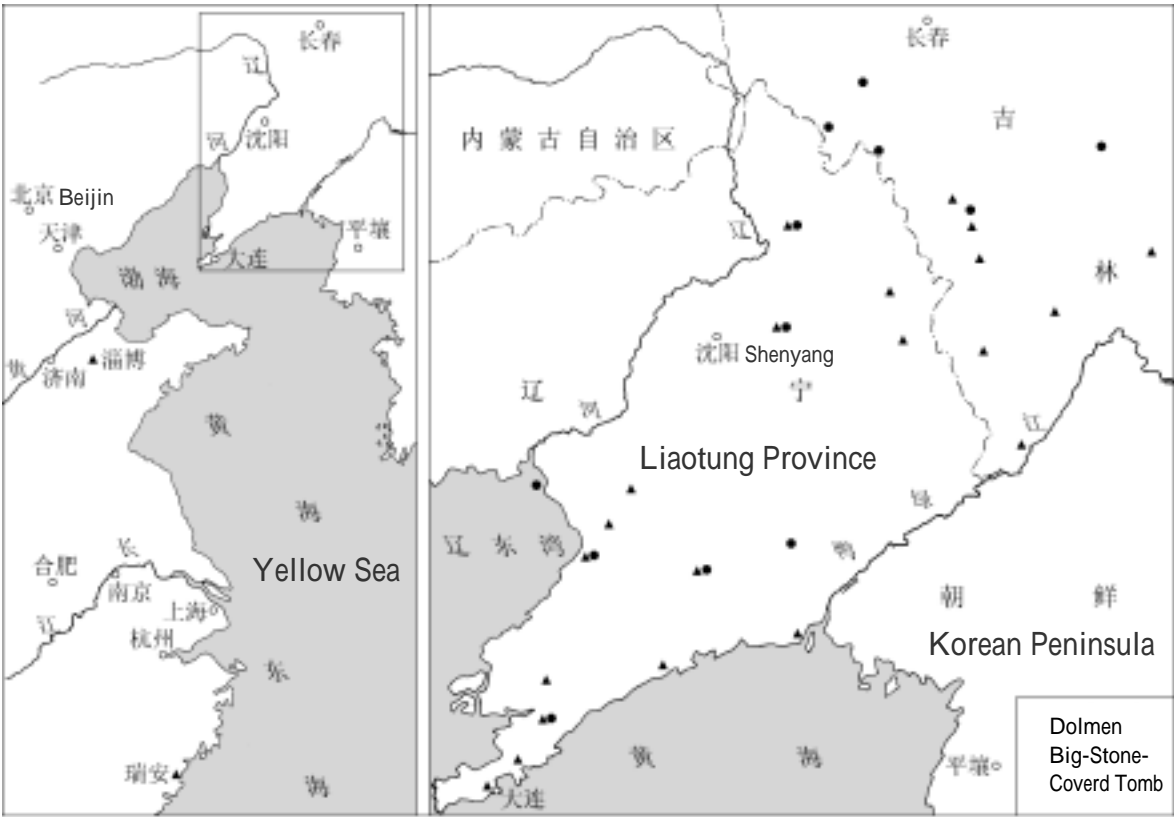 长春
辽
河
沈阳
北京 Beijin
天津
平壤
大连
渤海
河
黄
济南
淄博
黄
海
Yellow Sea
合肥
长
南京
江
上海
杭州
东
瑞安
海
长春
吉
内蒙古自治区
辽
林
沈阳 Shenyang
宁
辽
河
江
Liaotung Province
绿
辽东湾
鸭
朝鲜
Korean Peninsula
黄
海
平壤
大连
Dolmen
Big-Stone-
Coverd Tomb